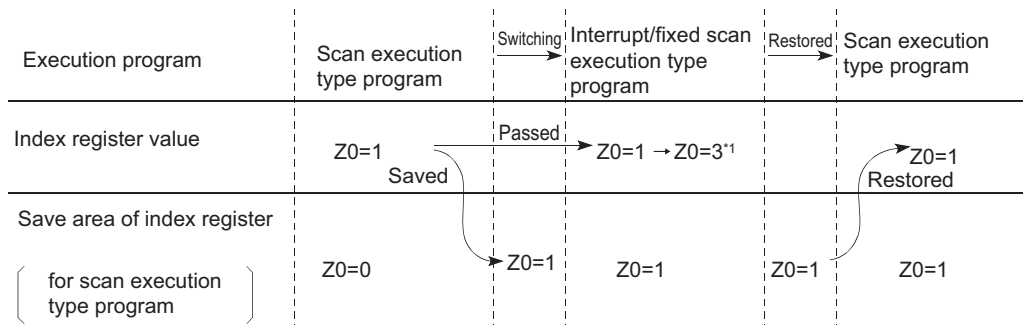 Execution program
Scan execution
type program
Switching
Interrupt/fixed scan
execution type
program
Restored
Scan execution
type program
Index register value
Z0=1
Passed
Saved
Z0=1 → Z0=3*1
Z0=1
Restored
Save area of index register
for scan execution
type program
Z0=0
Z0=1
Z0=1
Z0=1
Z0=1